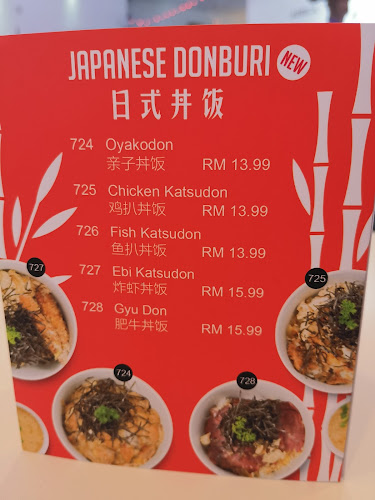 JAPANESE DONBURI NEW
日式丼饭
724 Oyakodon
亲子丼饭 RM 13.99
725 Chicken Katsudon
鸡扒丼饭 RM 13.99
726 Fish Katsudon
鱼扒丼饭 RM 13.99
727 Ebi Katsudon
炸虾丼饭 RM 15.99
728 Gyu Don
肥牛丼饭 RM 15.99
727
725
724
728